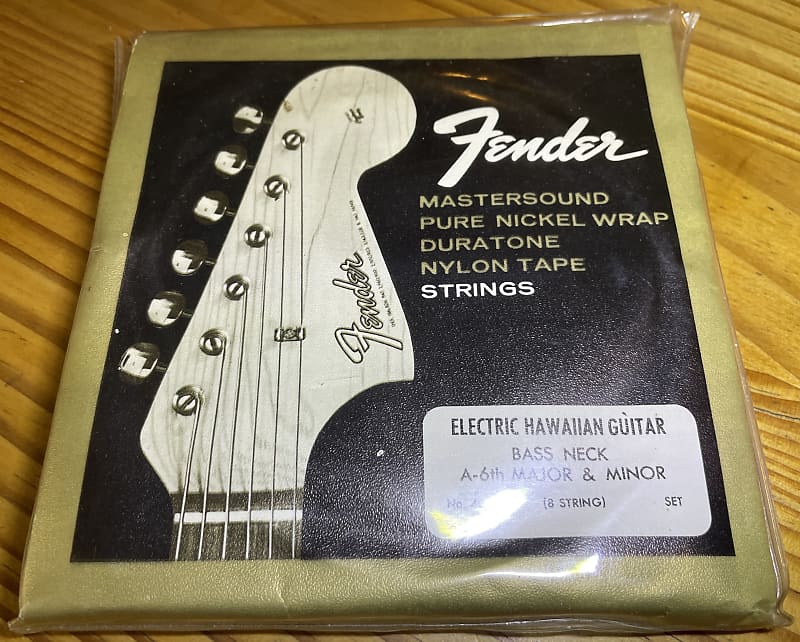 Fender
MASTERSOUND
PURE NICKEL WRAP
DURATONE
NYLON TAPE
STRINGS
Fender
ELECTRIC HAWAIIAN GUITAR
BASS NECK
A-6th MAJOR & MINOR
No. (8 STRING) SET